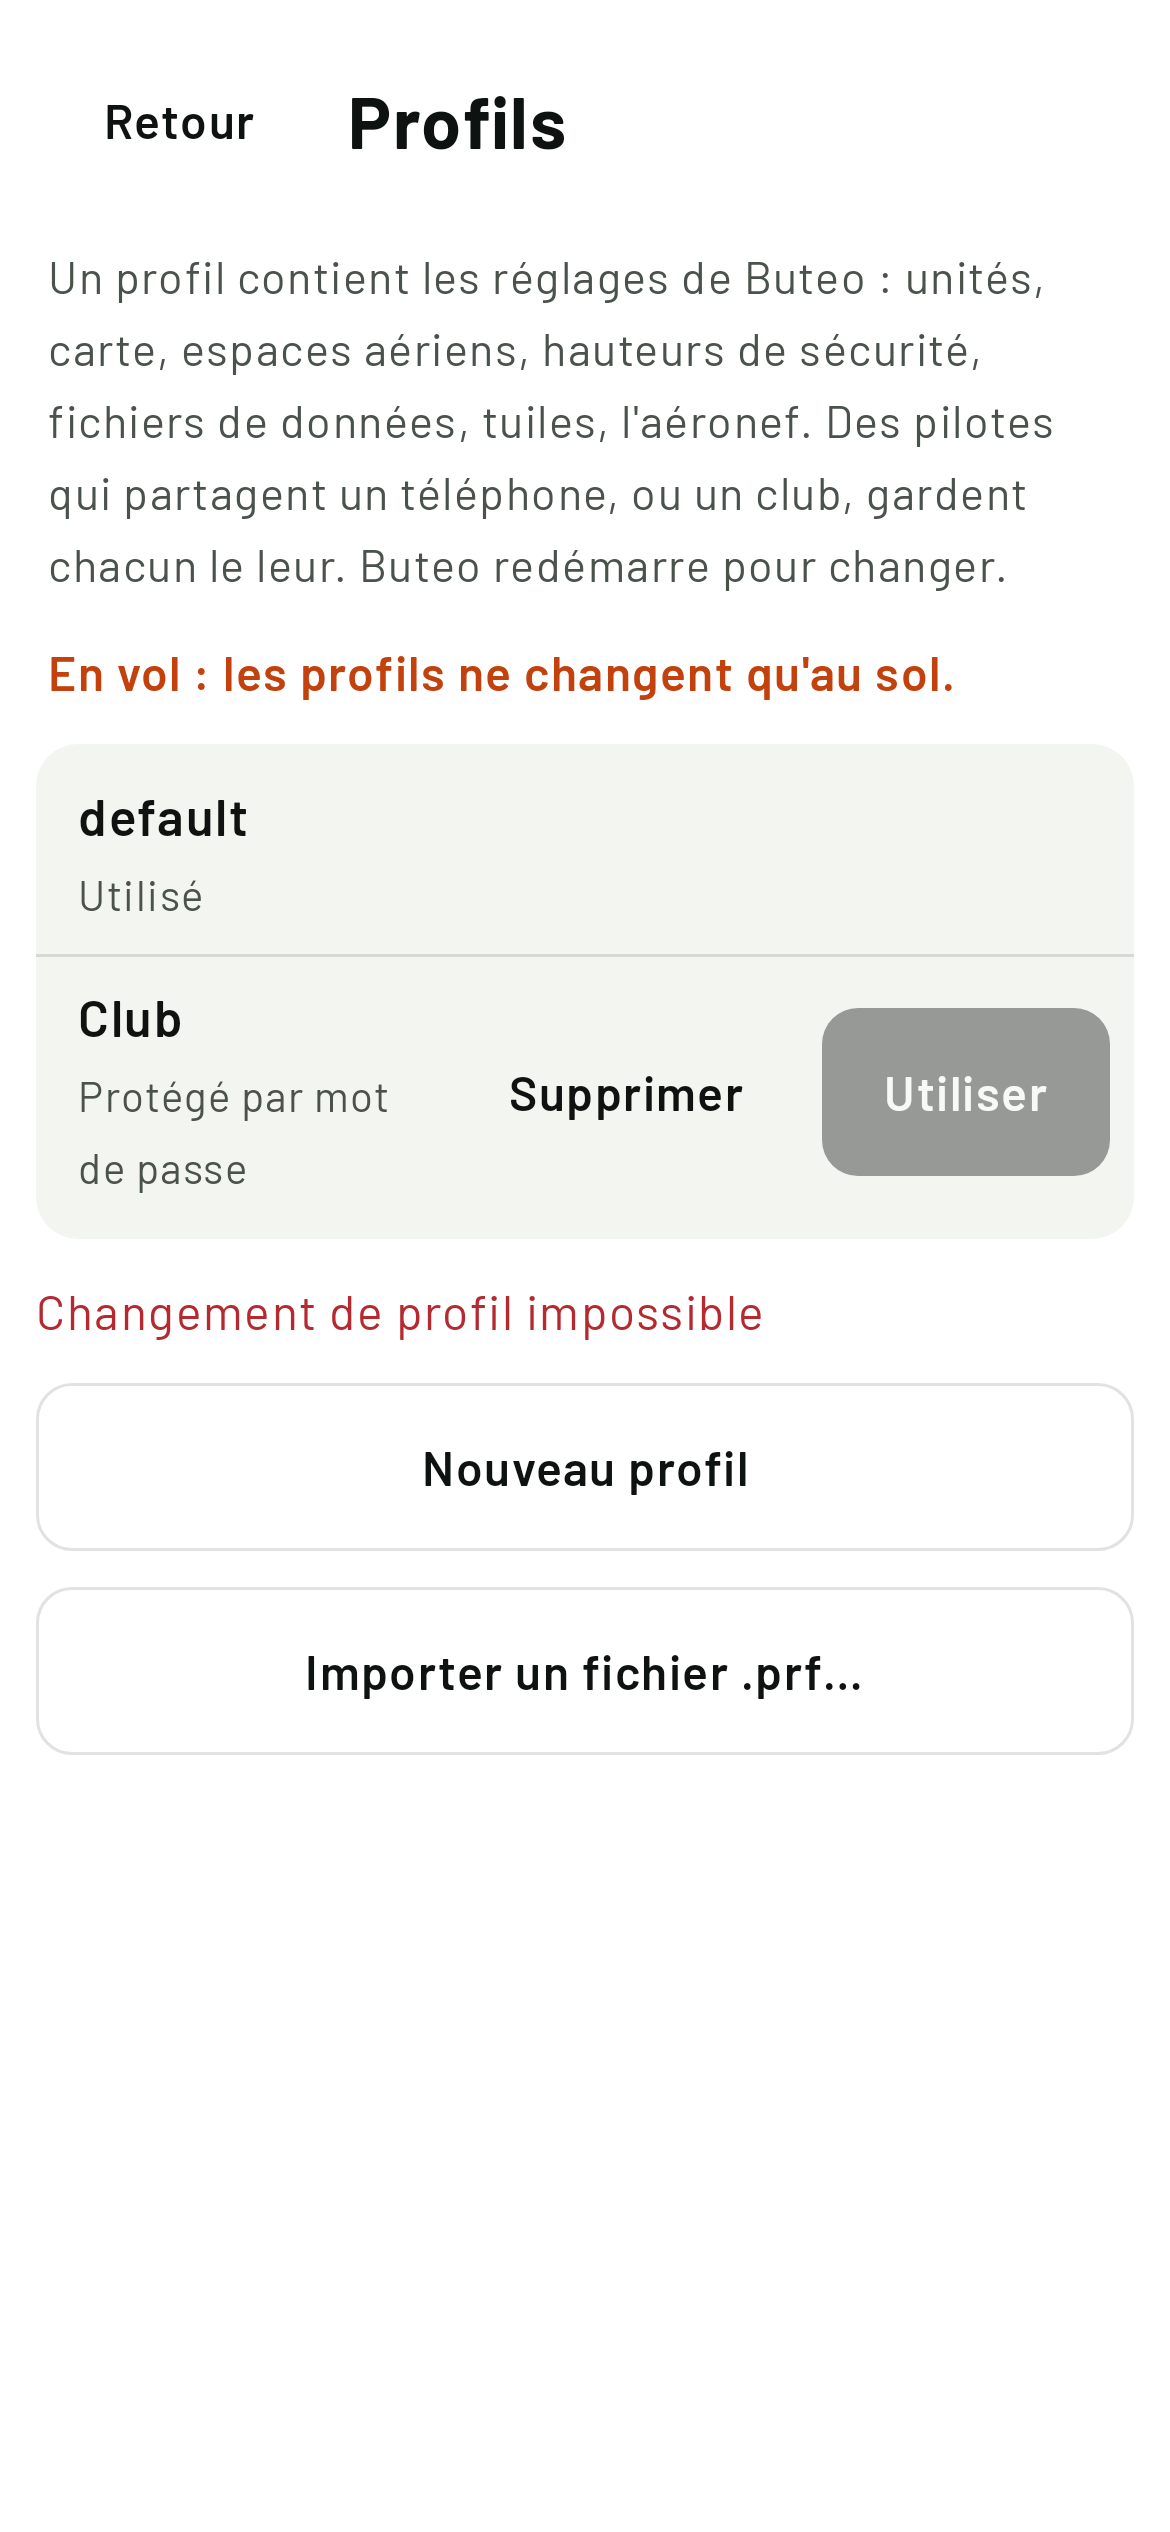 Retour
Profils
Un profil contient les réglages de Buteo : unités,
carte, espaces aériens, hauteurs de sécurité,
fichiers de données, tuiles, l'aéronef. Des pilotes
qui partagent un téléphone, ou un club, gardent
chacun le leur. Buteo redémarre pour changer.
En vol : les profils ne changent qu'au sol.
default
Utilisé
Club
Protégé par mot
de passe
Supprimer
Utiliser
Changement de profil impossible
Nouveau profil
Importer un fichier .prf…